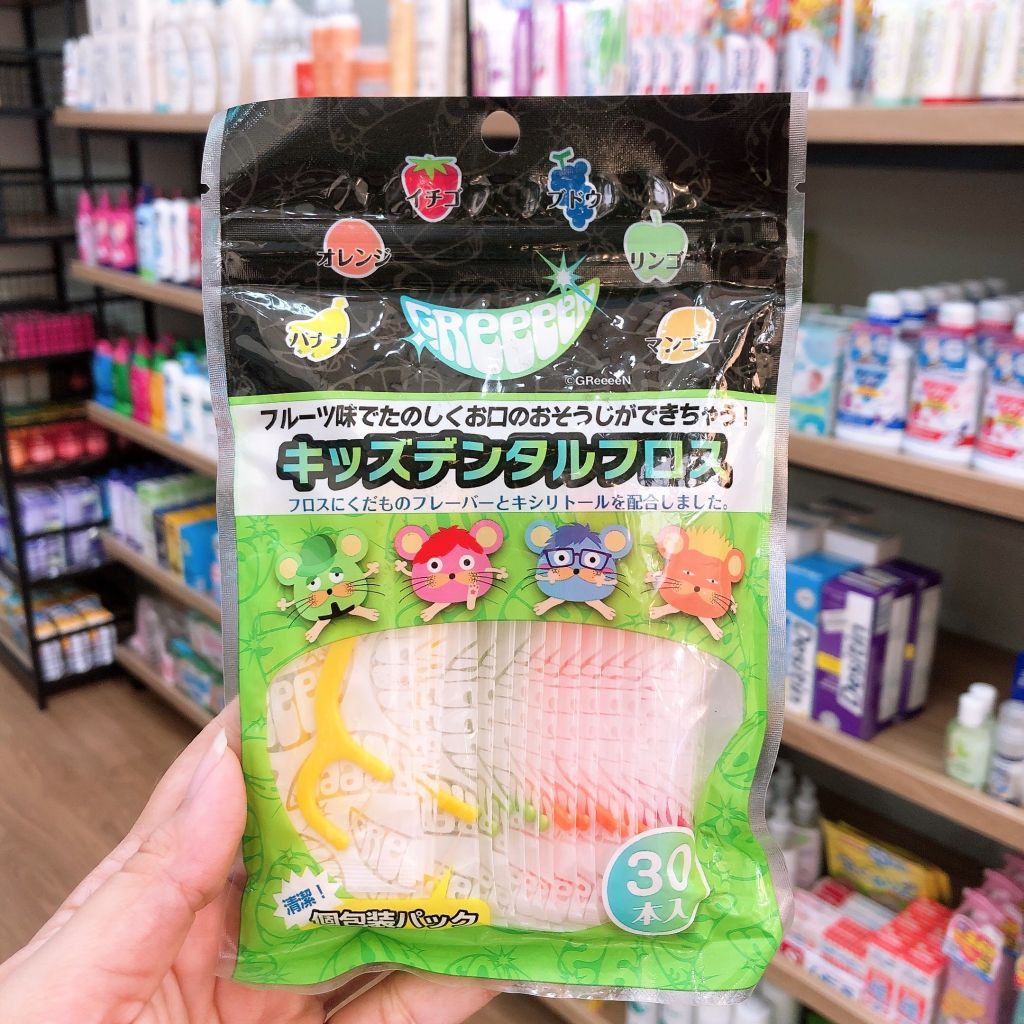 イチゴ
ブドウ
オレンジ
リンゴ
バナナ
GReeeeN
マンゴー
©GReeeeN
フルーツ味でたのしくお口のおそうじができちゃう!
キッズデンタルフロス
フロスにくだものフレーバーとキシリトールを配合しました。
清潔!
個包装パック
30
本入